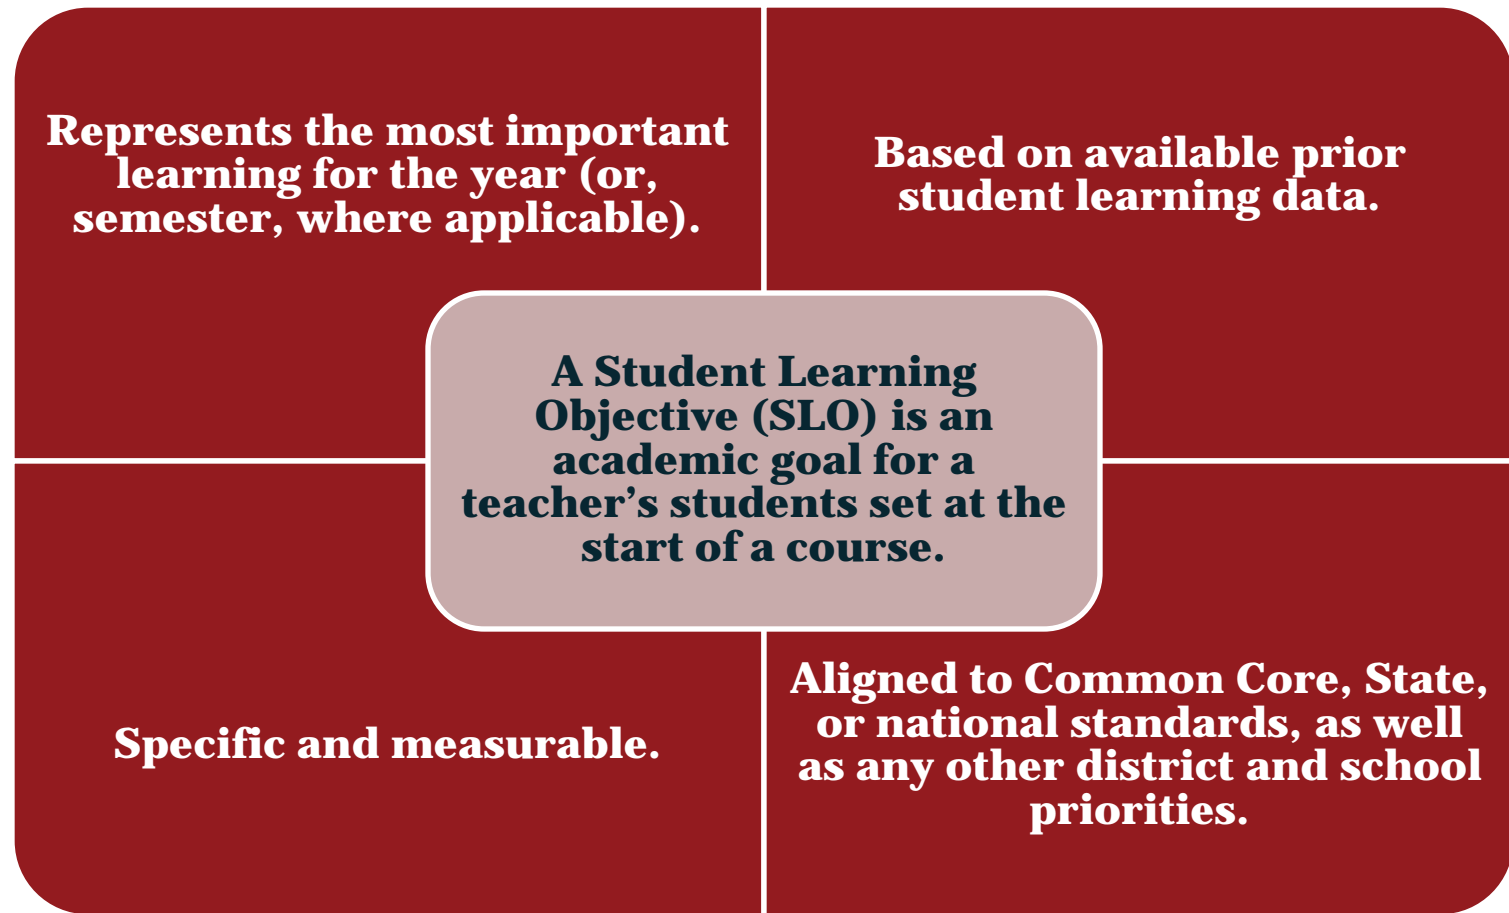 Represents the most important
learning for the year (or,
semester, where applicable).
Based on available prior
student learning data.
A Student Learning
Objective (SLO) is an
academic goal for a
teacher’s students set at the
start of a course.
Specific and measurable.
Aligned to Common Core, State,
or national standards, as well
as any other district and school
priorities.